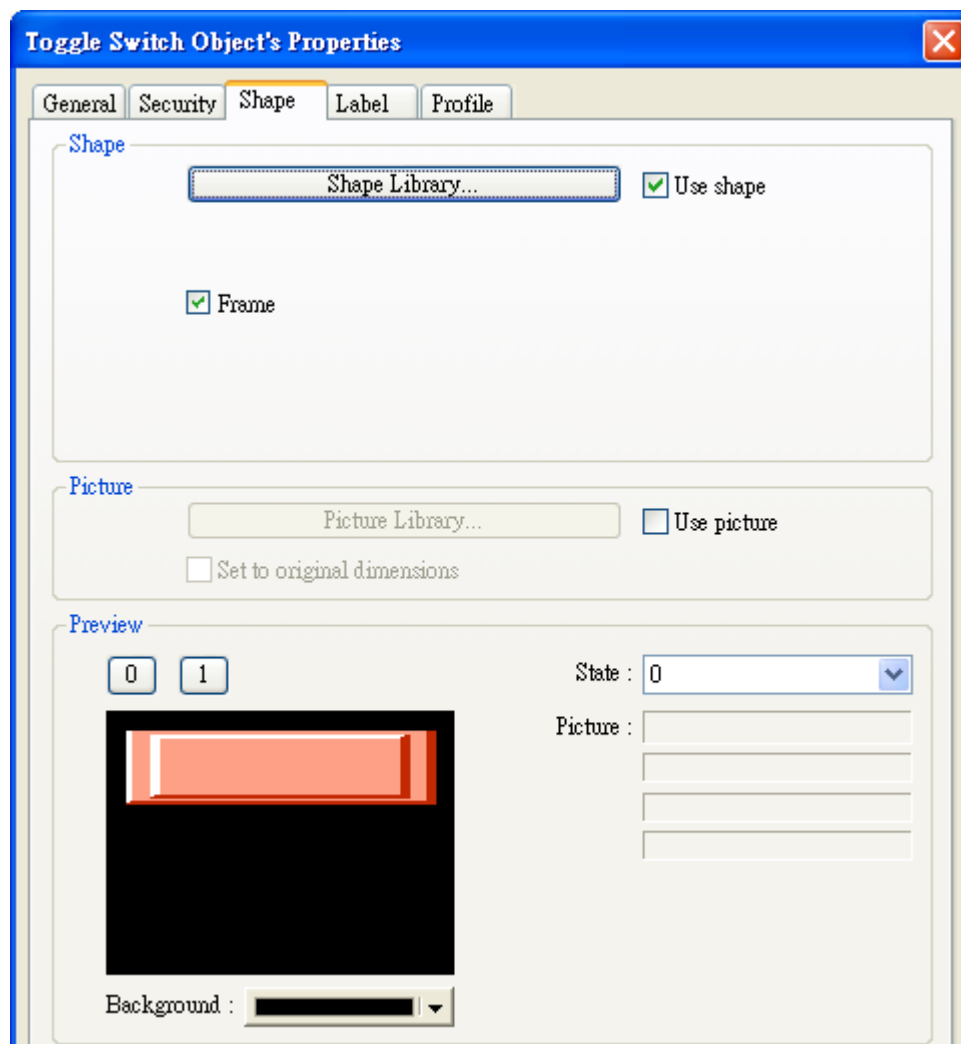 Toggle Switch Object's Properties
General Security Shape Label Profile
Shape
Shape Library... Use shape
Frame
Picture
Picture Library... Use picture
Set to original dimensions
Preview
0 1 State : 0
Picture :
Background :